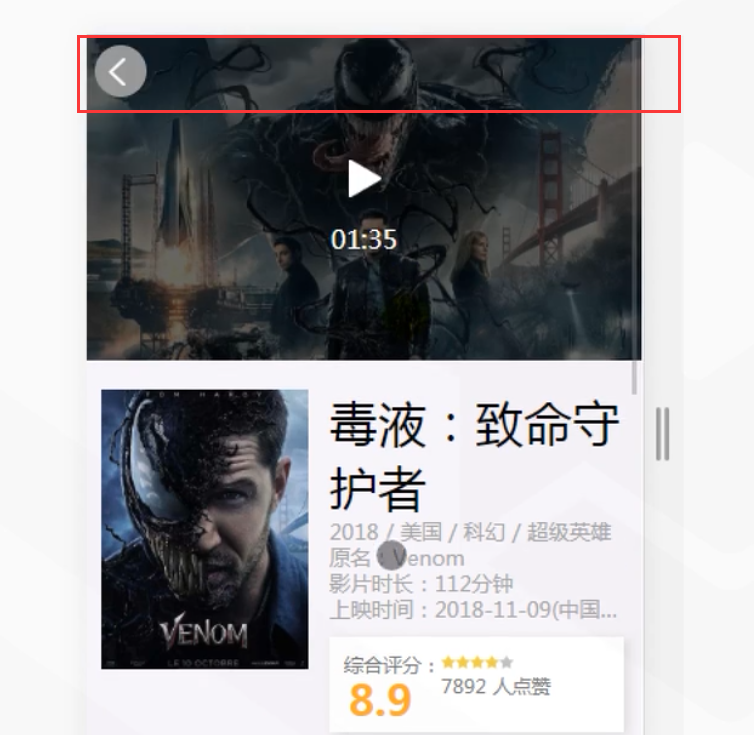 01:35
TOM HARDY
毒液：致命守
护者
2018 / 美国 / 科幻 / 超级英雄
原名：Venom
影片时长：112分钟
上映时间：2018-11-09(中国...
VENOM
LE 10 OCTOBRE
综合评分：
7892 人点赞
8.9